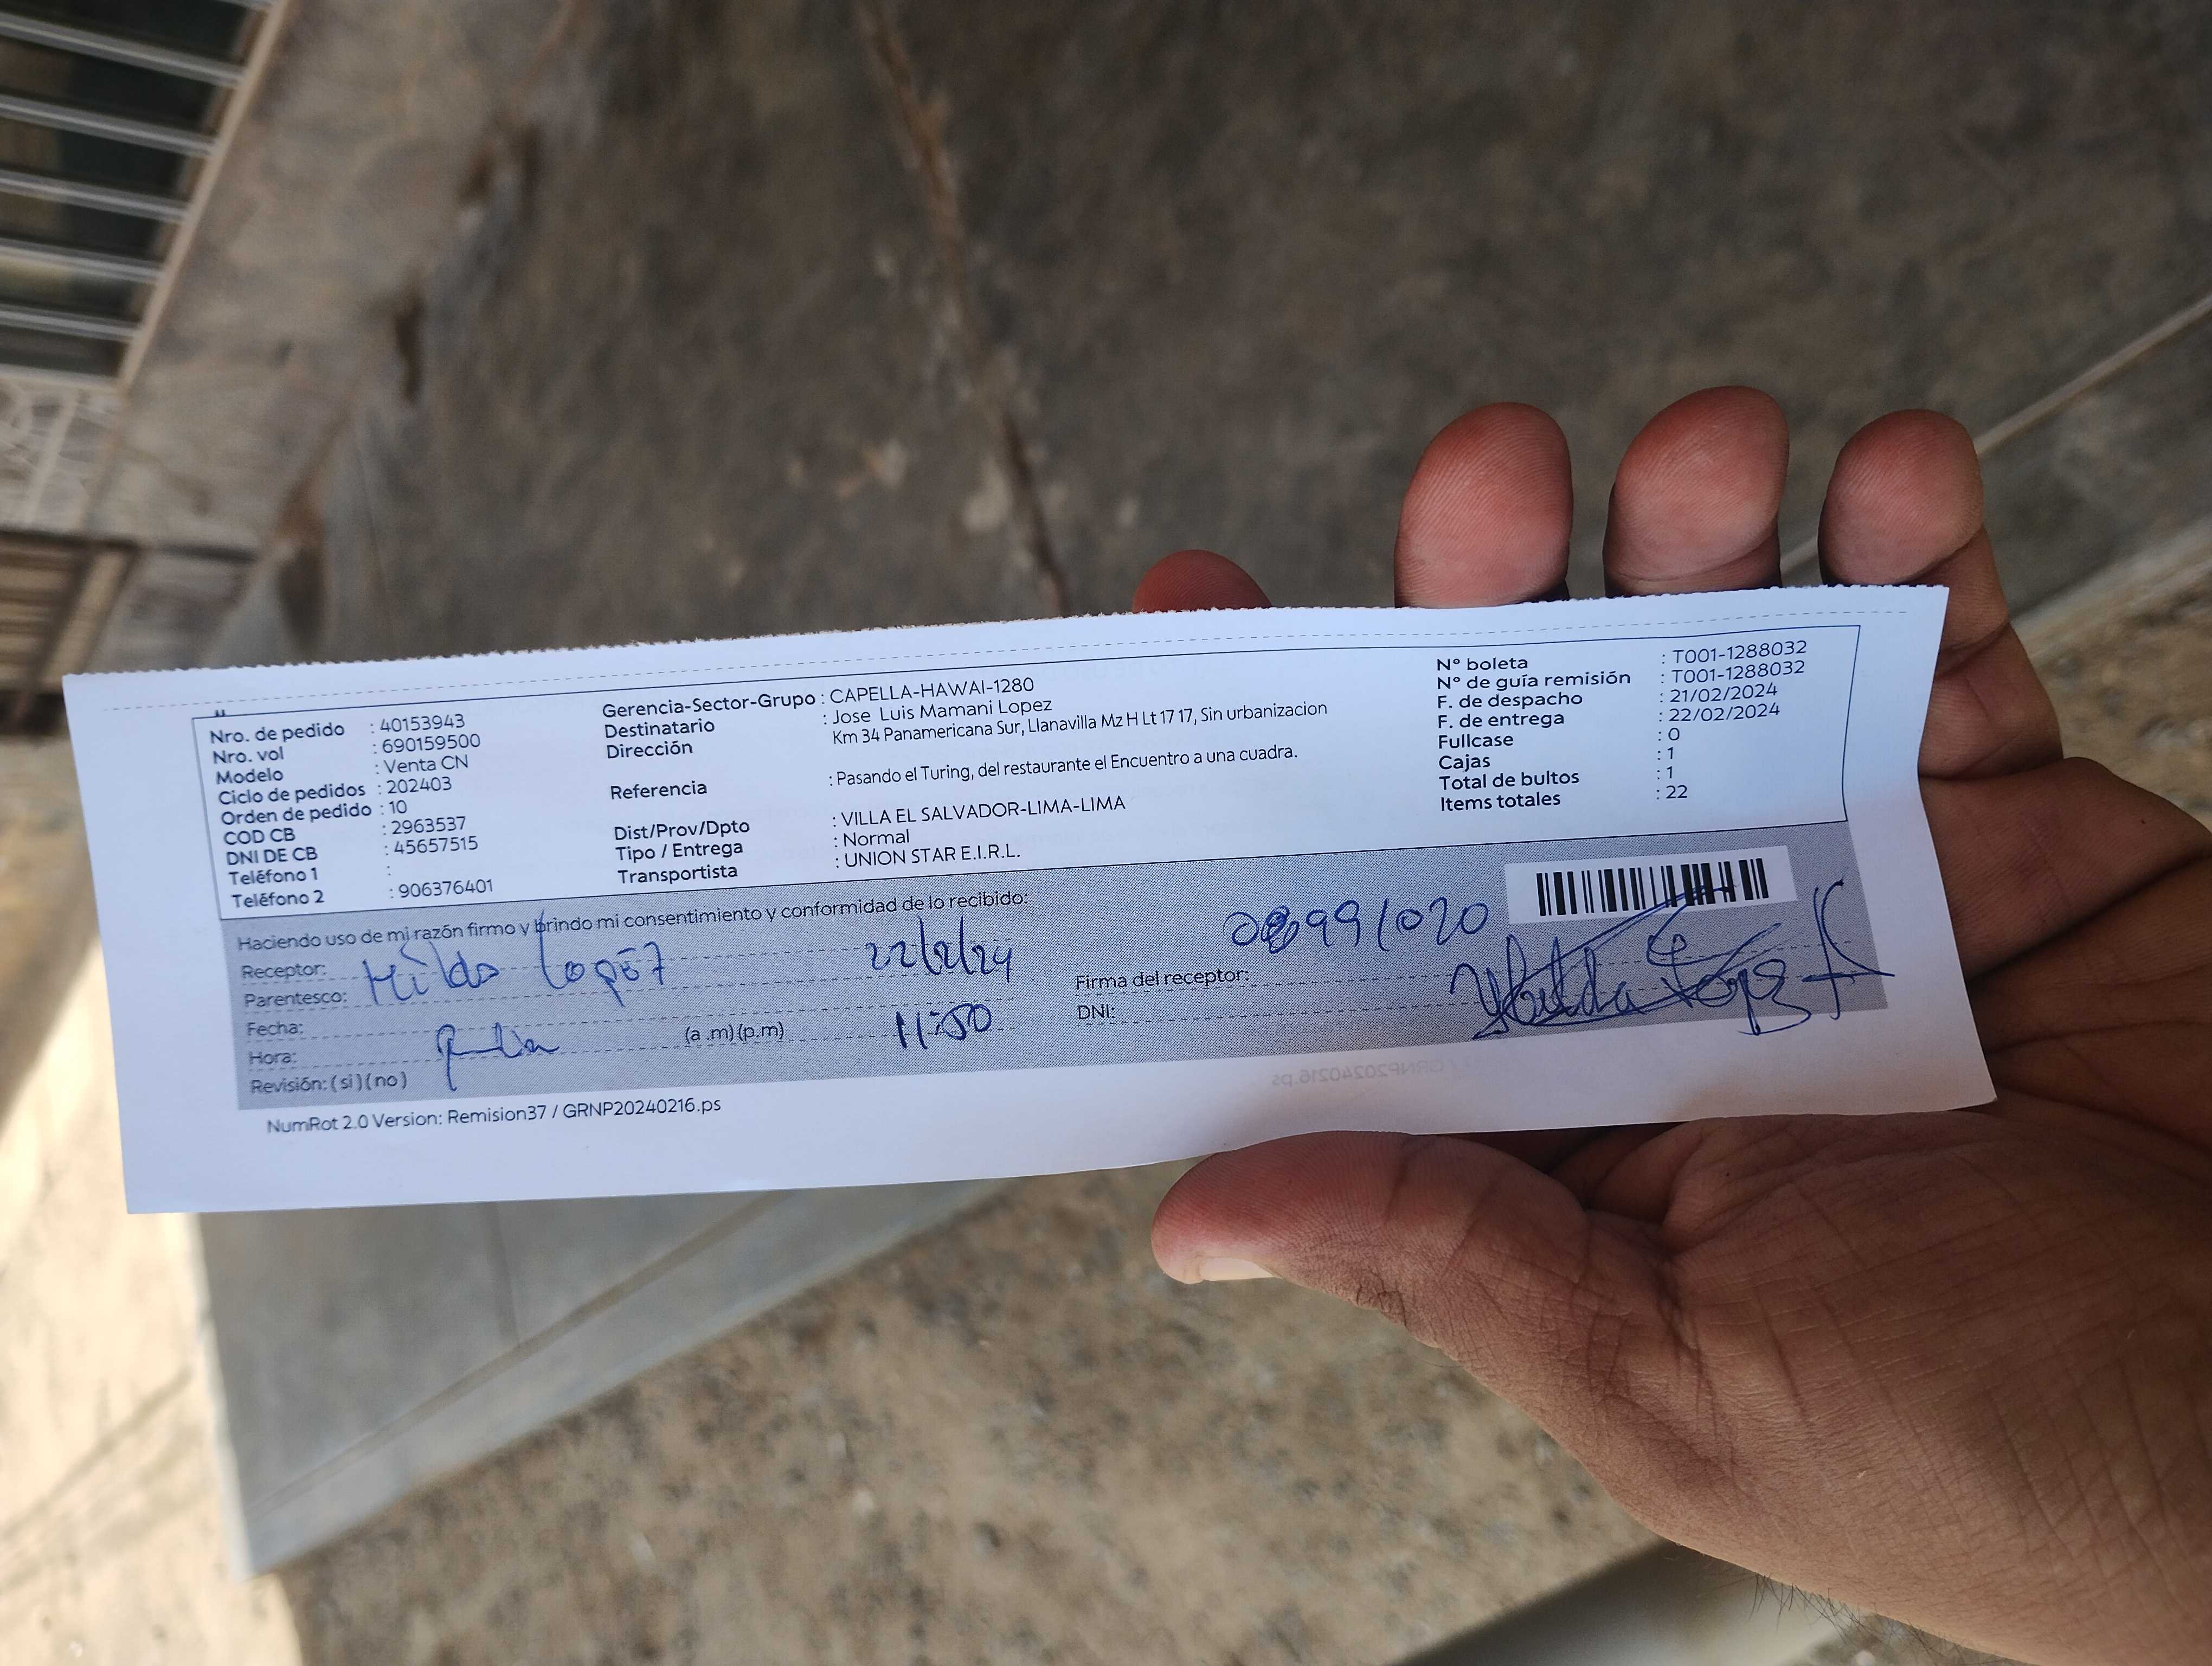 Nro. de pedido : 40153943
Nro. vol : 690159500
Modelo : Venta CN
Ciclo de pedidos : 202403
Orden de pedido : 10
COD CB : 2963537
DNI DE CB : 45657515
Teléfono 1 :
Teléfono 2 : 906376401
Gerencia-Sector-Grupo : CAPELLA-HAWAI-1280
Destinatario : Jose Luis Mamani Lopez
Dirección Km 34 Panamericana Sur, Llanavilla Mz H Lt 17 17, Sin urbanizacion
Referencia : Pasando el Turing, del restaurante el Encuentro a una cuadra.
Dist/Prov/Dpto : VILLA EL SALVADOR-LIMA-LIMA
Tipo / Entrega : Normal
Transportista : UNION STAR E.I.R.L.
N° boleta : T001-1288032
N° de guía remisión : T001-1288032
F. de despacho : 21/02/2024
F. de entrega : 22/02/2024
Fullcase : 0
Cajas : 1
Total de bultos : 1
Items totales : 22
Haciendo uso de mi razón firmo y brindo mi consentimiento y conformidad de lo recibido:
Receptor:
Parentesco: Lopez 22/2/24
Fecha:
Hora: (a .m) (p.m) 11:50
Revisión: (si) (no)
Firma del receptor:
DNI:
NumRot 2.0 Version: Remision37 / GRNP20240216.ps